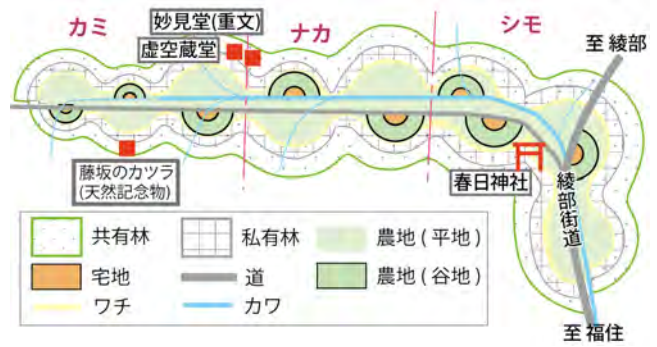 カミ
妙見堂(重文)
虚空蔵堂
ナカ
シモ
至 綾部
藤坂のカツラ
(天然記念物)
春日神社
綾部街道
共有林
私有林
農地(平地)
宅地
道
農地(谷地)
ワチ
カワ
至 福住